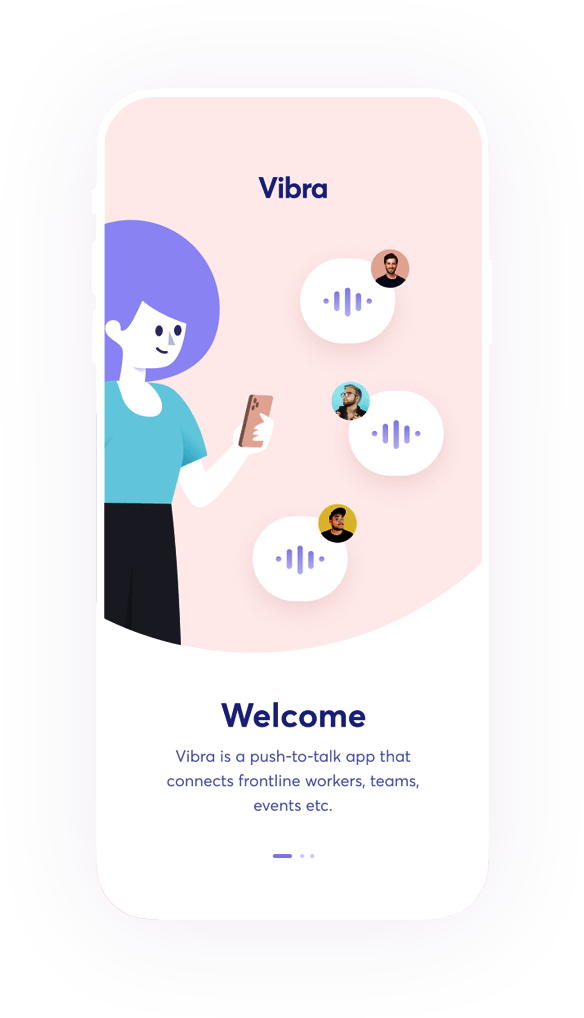 Vibra
Welcome
Vibra is a push-to-talk app that
connects frontline workers, teams,
events etc.